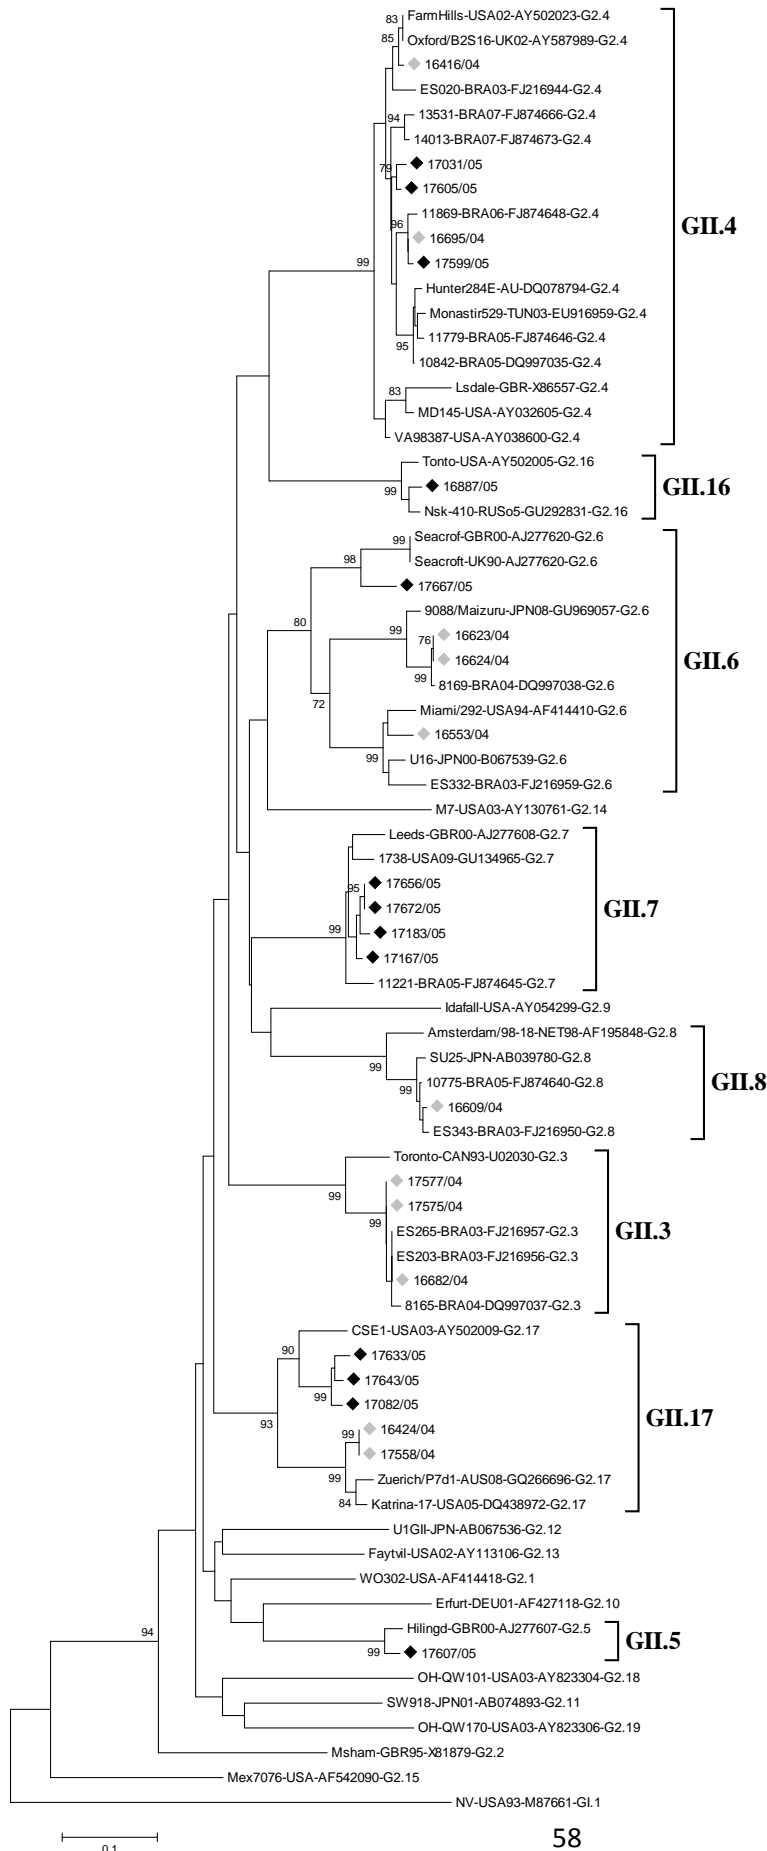 83
FarmHills-USA02-AY502023-G2.4
85
Oxford/B2S16-UK02-AY587989-G2.4
16416/04
ES020-BRA03-FJ216944-G2.4
94
13531-BRA07-FJ874666-G2.4
14013-BRA07-FJ874673-G2.4
79
17031/05
17605/05
11869-BRA06-FJ874648-G2.4
GII.4
96
16695/04
99
17599/05
Hunter284E-AU-DQ078794-G2.4
Monastir529-TUN03-EU916959-G2.4
11779-BRA05-FJ874646-G2.4
95
10842-BRA05-DQ997035-G2.4
83
Lsdale-GBR-X86557-G2.4
MD145-USA-AY032605-G2.4
VA98387-USA-AY038600-G2.4
Tonto-USA-AY502005-G2.16
99
16887/05
GII.16
Nsk-410-RUSo5-GU292831-G2.16
99
Seacrof-GBR00-AJ277620-G2.6
98
Seacroft-UK90-AJ277620-G2.6
17667/05
80
9088/Maizuru-JPN08-GU969057-G2.6
99
76
16623/04
16624/04
GII.6
99
8169-BRA04-DQ997038-G2.6
72
Miami/292-USA94-AF414410-G2.6
16553/04
99
U16-JPN00-B067539-G2.6
ES332-BRA03-FJ216959-G2.6
M7-USA03-AY130761-G2.14
Leeds-GBR00-AJ277608-G2.7
1738-USA09-GU134965-G2.7
95
17656/05
17672/05
GII.7
99
17183/05
17167/05
11221-BRA05-FJ874645-G2.7
Idafall-USA-AY054299-G2.9
Amsterdam/98-18-NET98-AF195848-G2.8
99
SU25-JPN-AB039780-G2.8
99
10775-BRA05-FJ874640-G2.8
GII.8
16609/04
ES343-BRA03-FJ216950-G2.8
Toronto-CAN93-U02030-G2.3
99
17577/04
17575/04
99
ES265-BRA03-FJ216957-G2.3
GII.3
ES203-BRA03-FJ216956-G2.3
16682/04
8165-BRA04-DQ997037-G2.3
CSE1-USA03-AY502009-G2.17
90
17633/05
17643/05
99
17082/05
93
16424/04
GII.17
99
17558/04
99
Zuerich/P7d1-AUS08-GQ266696-G2.17
84
Katrina-17-USA05-DQ438972-G2.17
U1GII-JPN-AB067536-G2.12
Faytvil-USA02-AY113106-G2.13
WO302-USA-AF414418-G2.1
Erfurt-DEU01-AF427118-G2.10
Hilingd-GBR00-AJ277607-G2.5
94
99
17607/05
GII.5
OH-QW101-USA03-AY823304-G2.18
SW918-JPN01-AB074893-G2.11
OH-QW170-USA03-AY823306-G2.19
Msham-GBR95-X81879-G2.2
Mex7076-USA-AF542090-G2.15
NV-USA93-M87661-GI.1
0.1
58